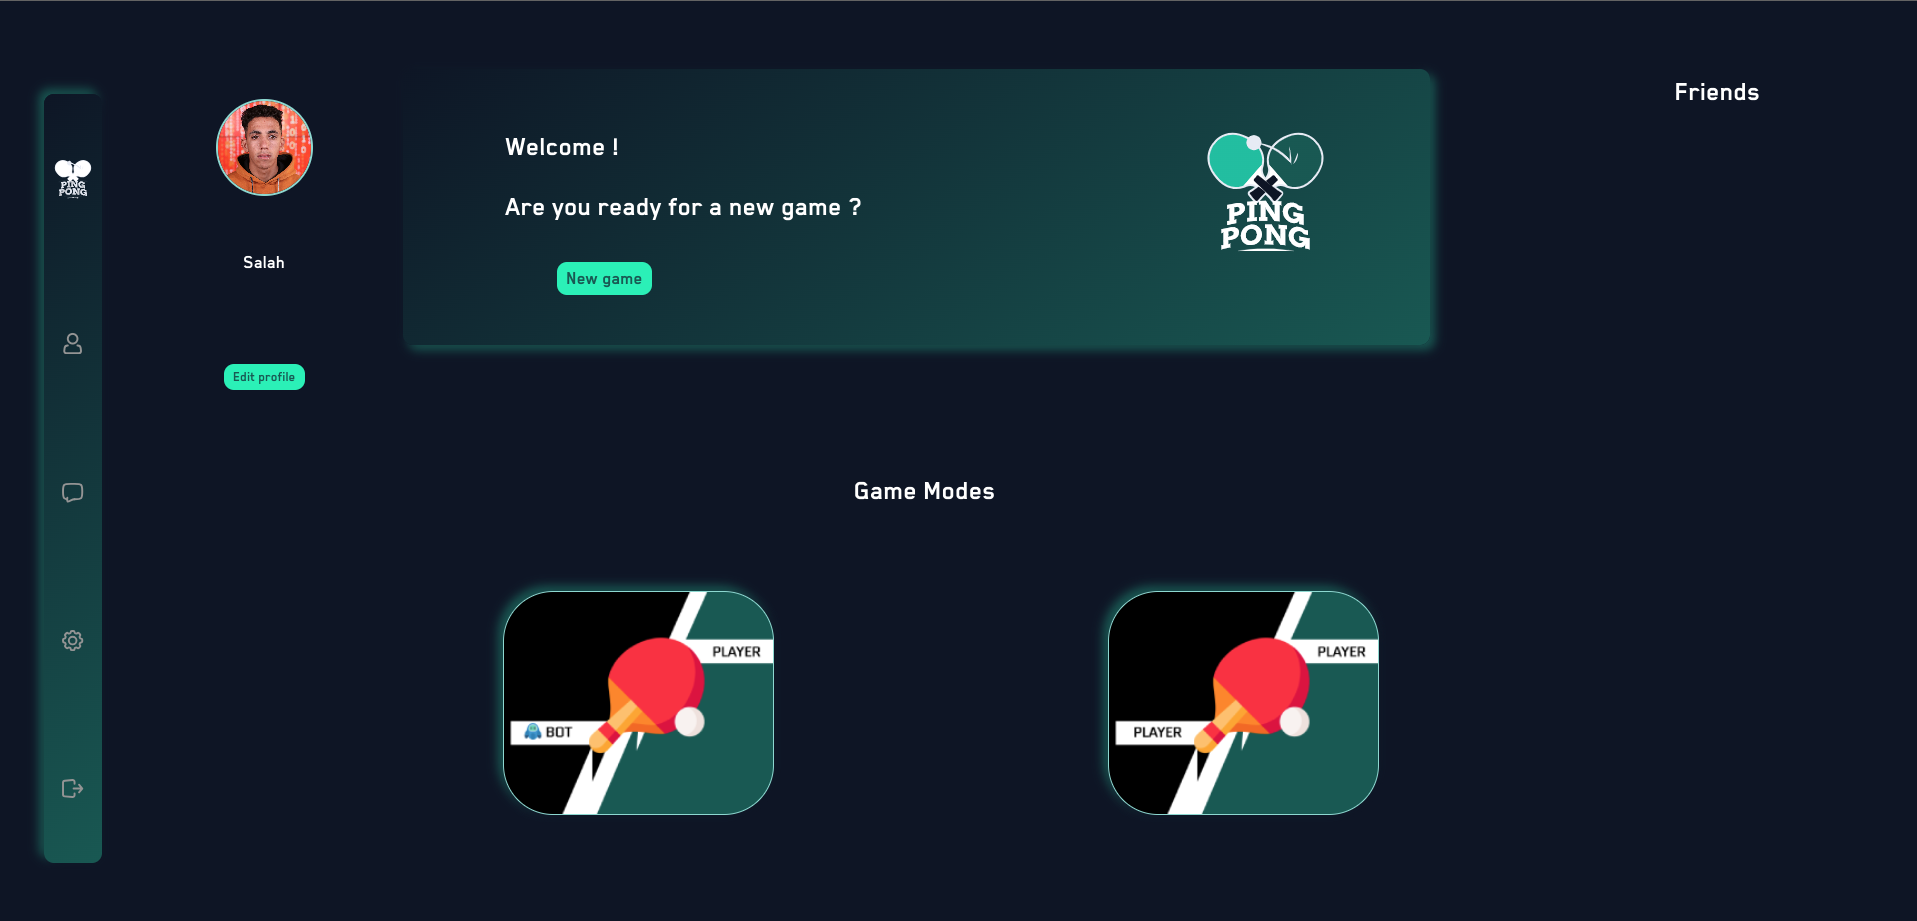 PING
PONG
Salah
Edit profile
Welcome !
Are you ready for a new game ?
New game
PING
PONG
Friends
Game Modes
PLAYER
BOT
PLAYER
PLAYER